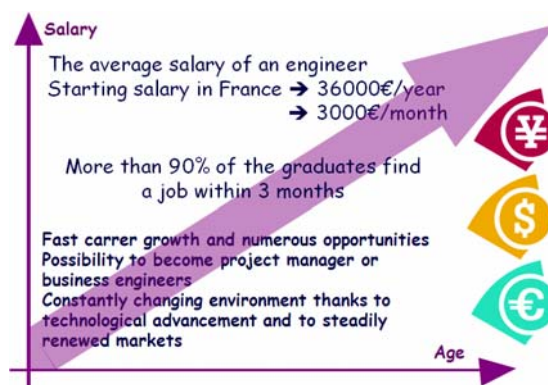 Salary
The average salary of an engineer
Starting salary in France ➔ 36000€/year
➔ 3000€/month
¥
More than 90% of the graduates find
a job within 3 months
$
Fast carrer growth and numerous opportunities
Possibility to become project manager or
business engineers
Constantly changing environment thanks to
technological advancement and to steadily
renewed markets
€
Age